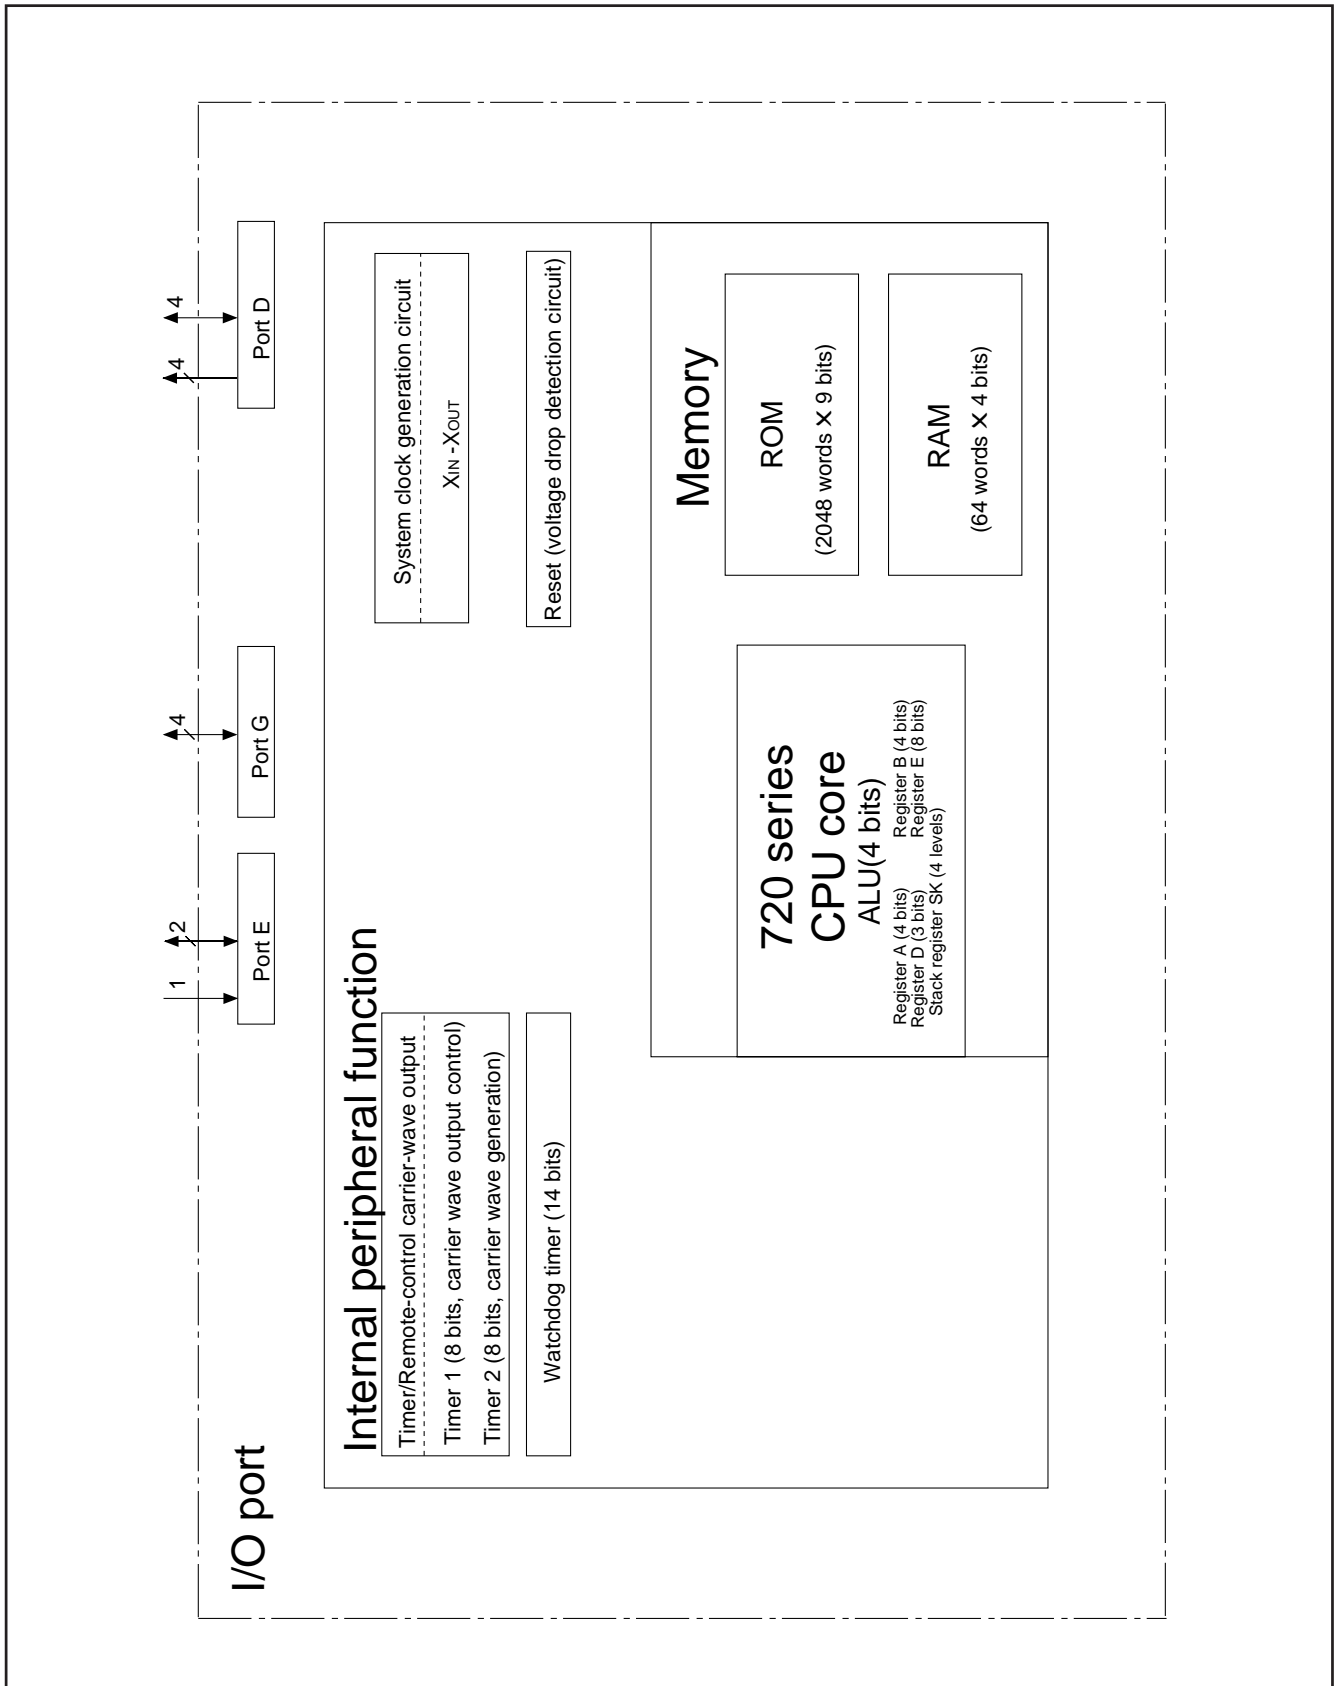 I/O port
1
2
4
4
4
Port E
Port G
Port D
Internal peripheral function
Timer/Remote-control carrier-wave output
Timer 1 (8 bits, carrier wave output control)
Timer 2 (8 bits, carrier wave generation)
Watchdog timer (14 bits)
System clock generation circuit
XIN -XOUT
Reset (voltage drop detection circuit)
720 series
CPU core
ALU(4 bits)
Register A (4 bits) Register B (4 bits)
Register D (3 bits) Register E (8 bits)
Stack register SK (4 levels)
Memory
ROM
(2048 words × 9 bits)
RAM
(64 words × 4 bits)